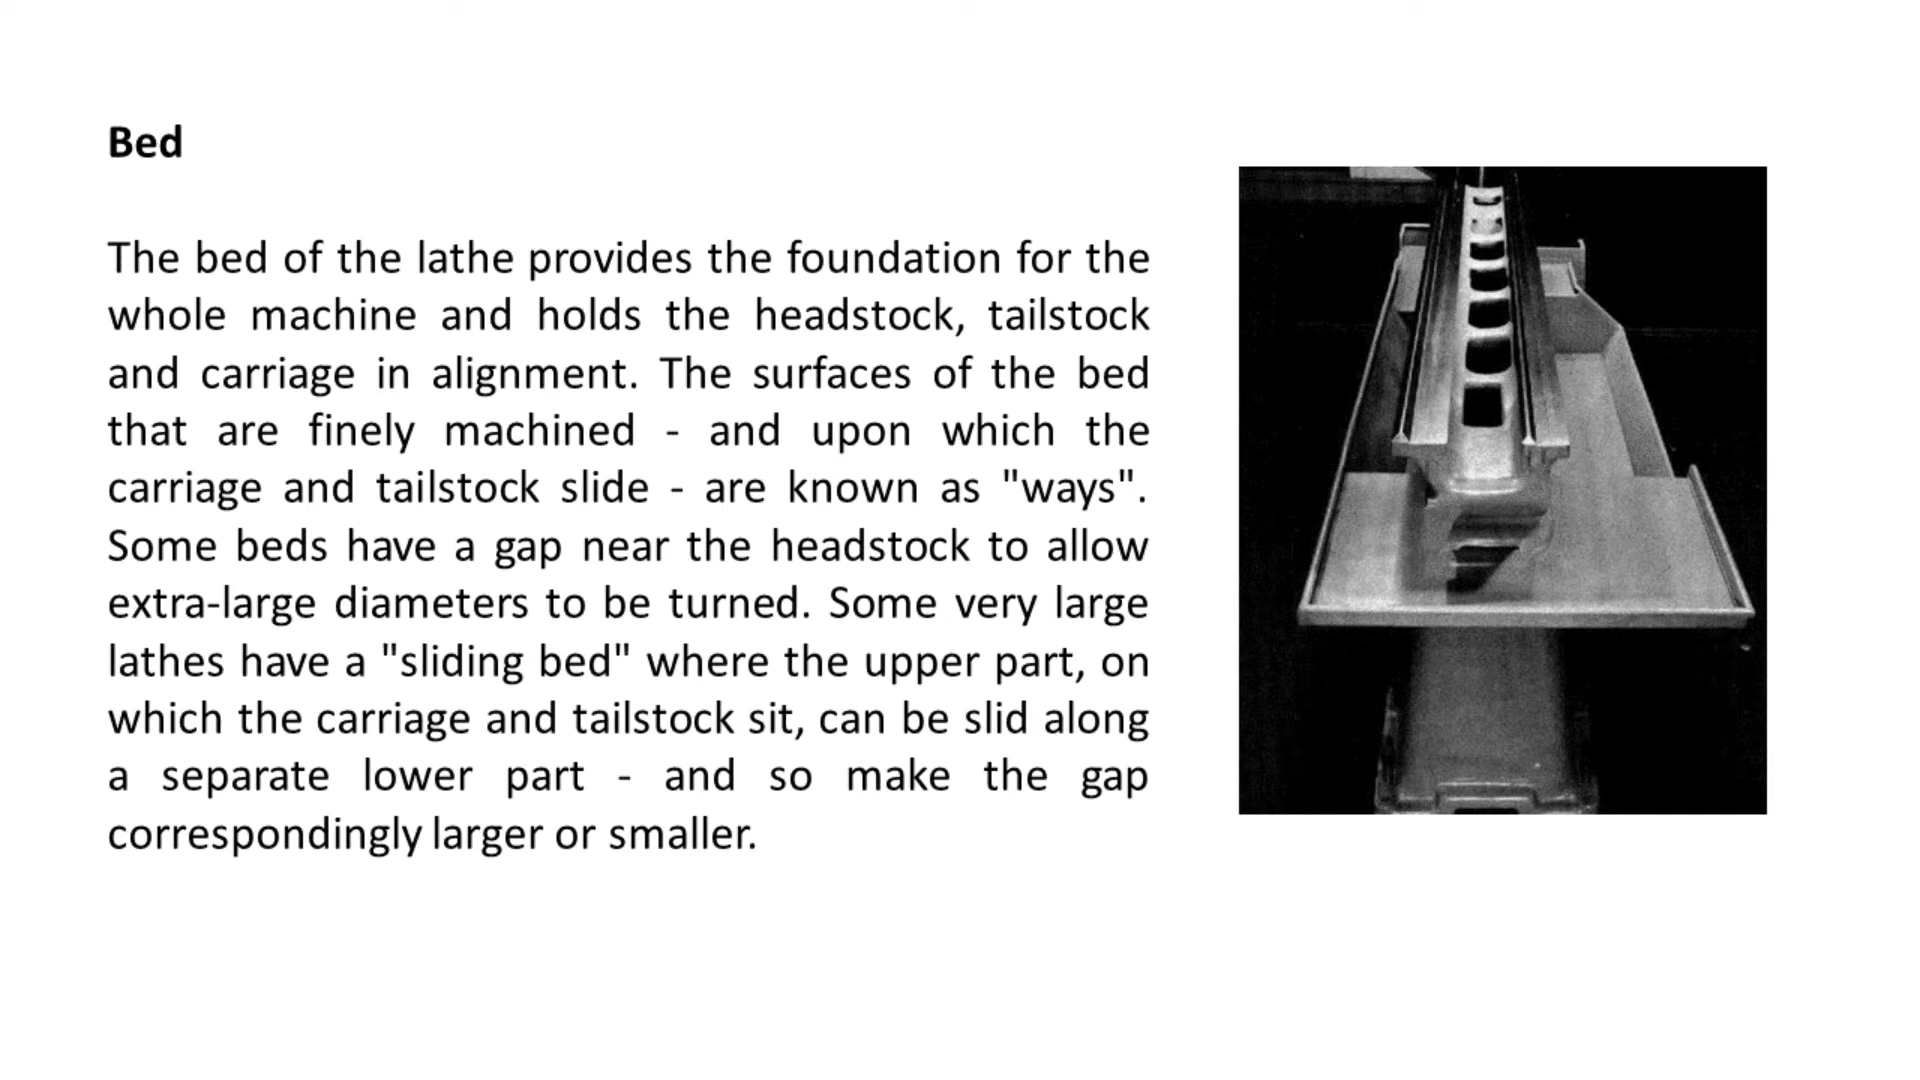 Bed
The bed of the lathe provides the foundation for the
whole machine and holds the headstock, tailstock
and carriage in alignment. The surfaces of the bed
that are finely machined - and upon which the
carriage and tailstock slide - are known as "ways".
Some beds have a gap near the headstock to allow
extra-large diameters to be turned. Some very large
lathes have a "sliding bed" where the upper part, on
which the carriage and tailstock sit, can be slid along
a separate lower part - and so make the gap
correspondingly larger or smaller.